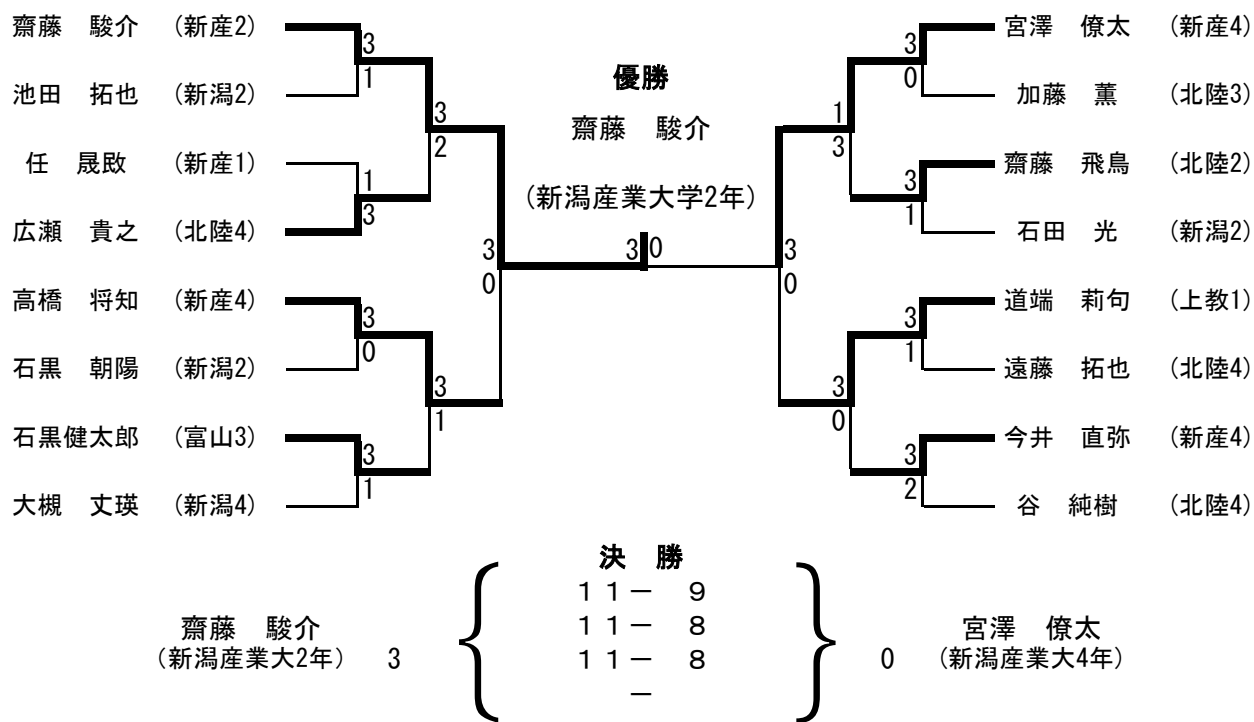 齋藤　駿介　(新産2)
池田　拓也　(新潟2)
任　晟敃　(新産1)
広瀬　貴之　(北陸4)
高橋　将知　(新産4)
石黒　朝陽　(新潟2)
石黒健太郎　(富山3)
大槻　丈瑛　(新潟4)
3
1
1
3
3
0
3
1
3
2
3
1
3
0
優勝
齋藤　駿介
(新潟産業大学2年)
3 0
宮澤　僚太　(新産4)
加藤　薫　(北陸3)
齋藤　飛鳥　(北陸2)
石田　光　(新潟2)
道端　莉句　(上教1)
遠藤　拓也　(北陸4)
今井　直弥　(新産4)
谷　純樹　(北陸4)
3
0
3
1
3
1
3
2
1
3
3
0
3
0
決　勝
１１－　９
１１－　８
１１－　８
－
齋藤　駿介
(新潟産業大2年)　3
宮澤　僚太
0　(新潟産業大4年)